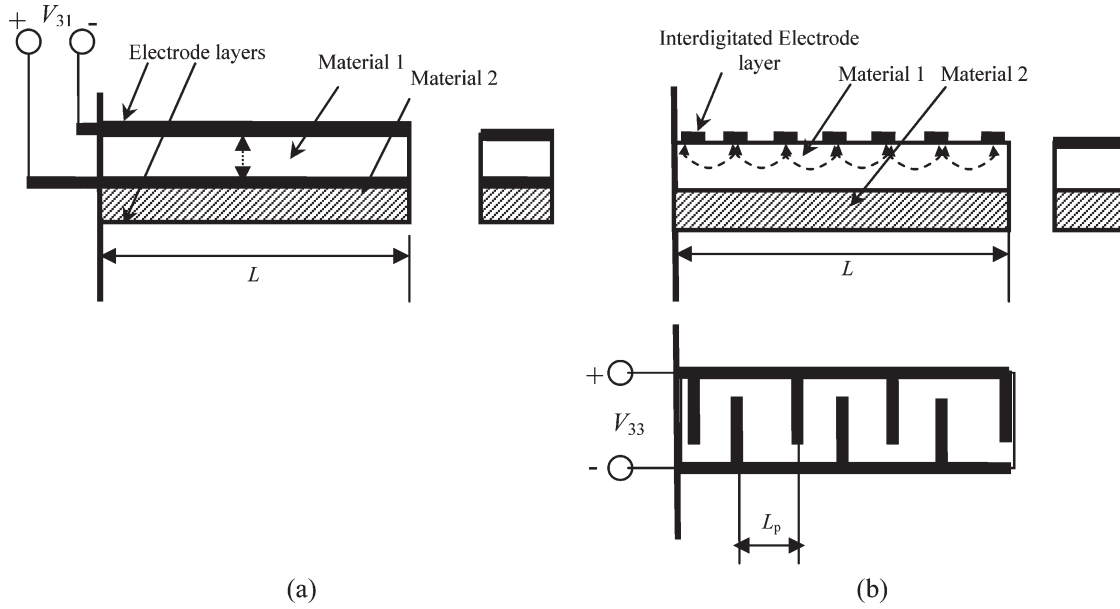 + V31 -
Electrode layers
Material 1
Material 2
L
(a)
Interdigitated Electrode
layer
Material 1
Material 2
L
+
V33
-
Lp
(b)